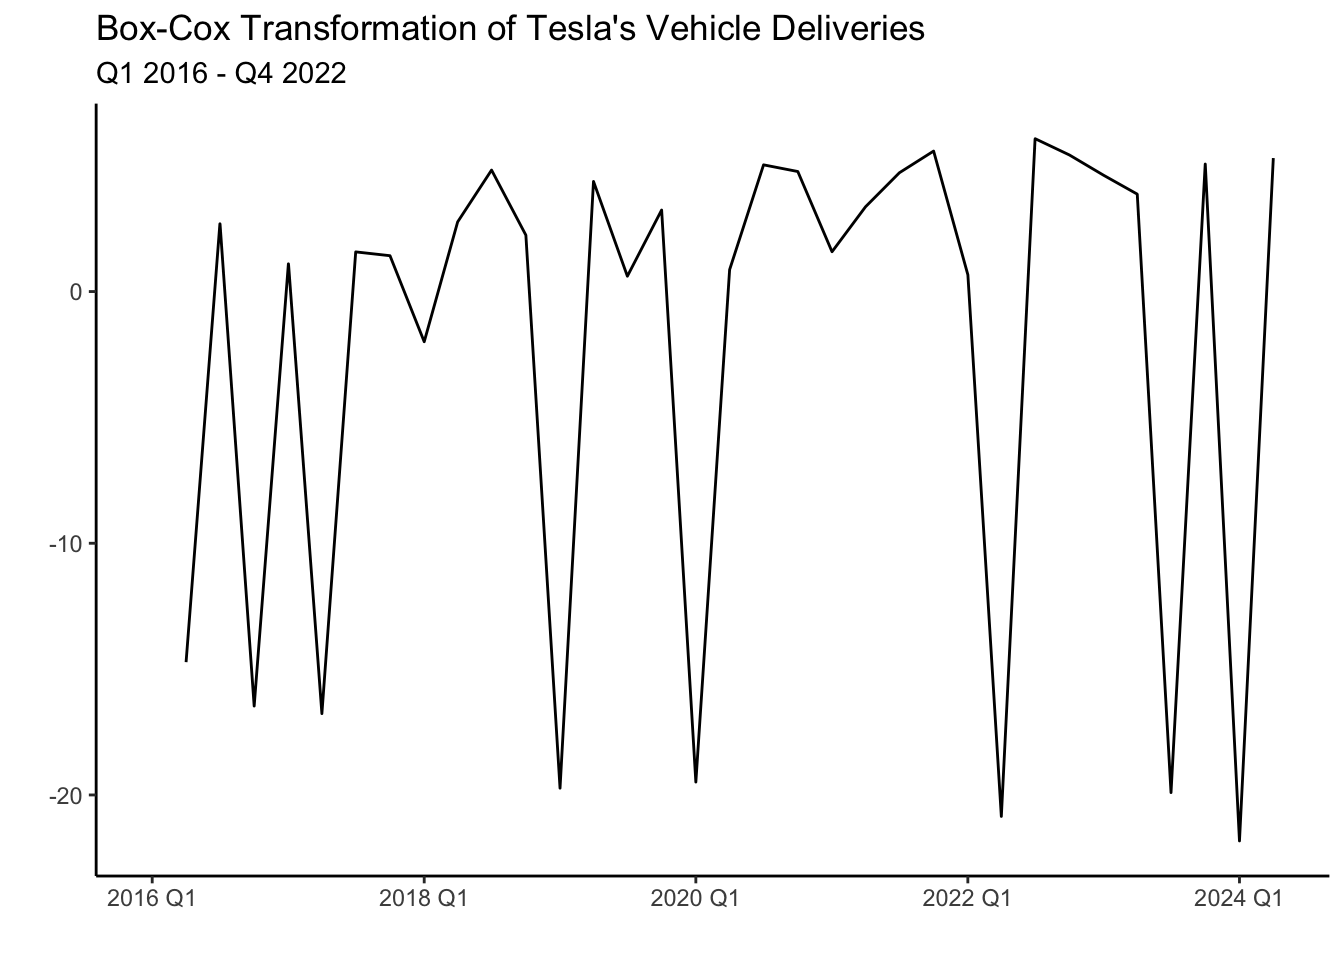 Box-Cox Transformation of Tesla's Vehicle Deliveries
Q1 2016 - Q4 2022
0
-10
-20
2016 Q1 2018 Q1 2020 Q1 2022 Q1 2024 Q1